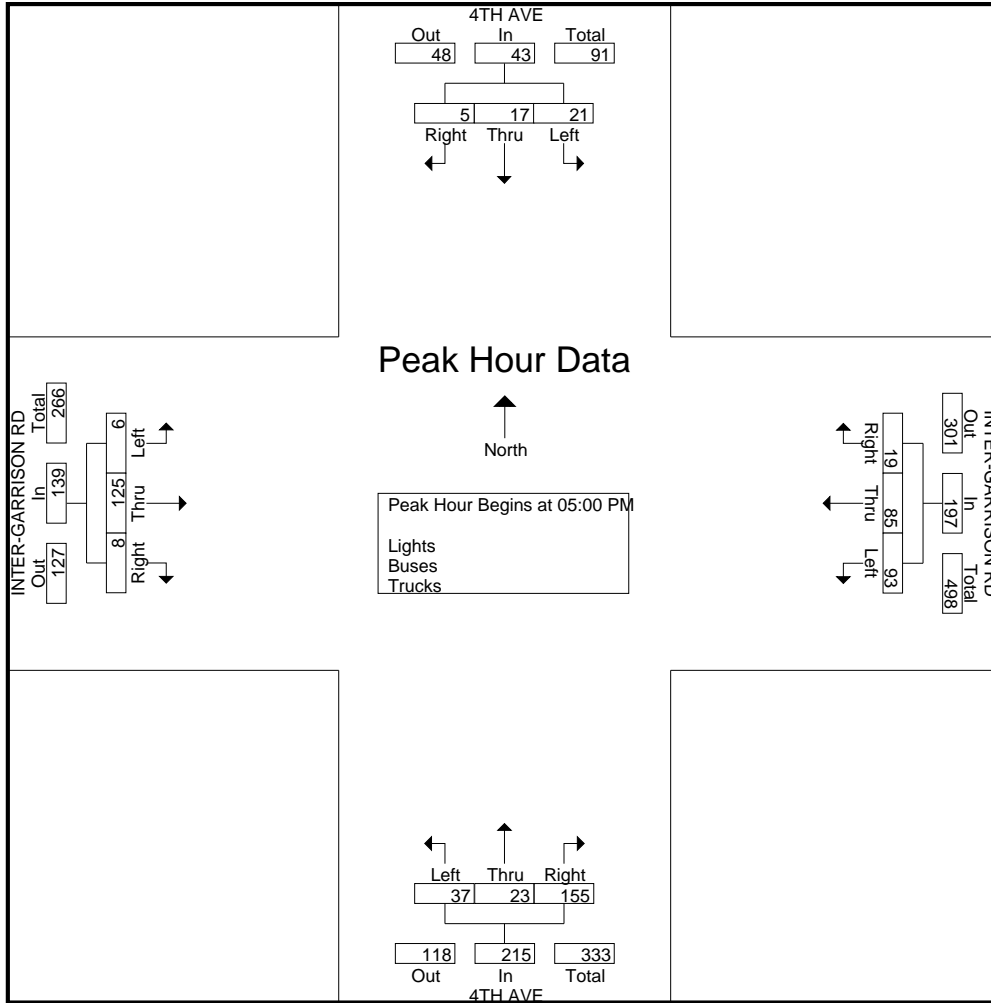 4TH AVE
Out In Total
48 43 91
5 17 21
Right Thru Left
Peak Hour Data
North
Peak Hour Begins at 05:00 PM
Lights
Buses
Trucks
INTER-GARRISON RD
Total In Out
266 139 127
6 125 8
Left Thru Right
Right Thru Left
19 85 93
301 197 498
Out In Total
INTER-GARRISON RD
Left Thru Right
37 23 155
118 215 333
Out In Total
4TH AVE